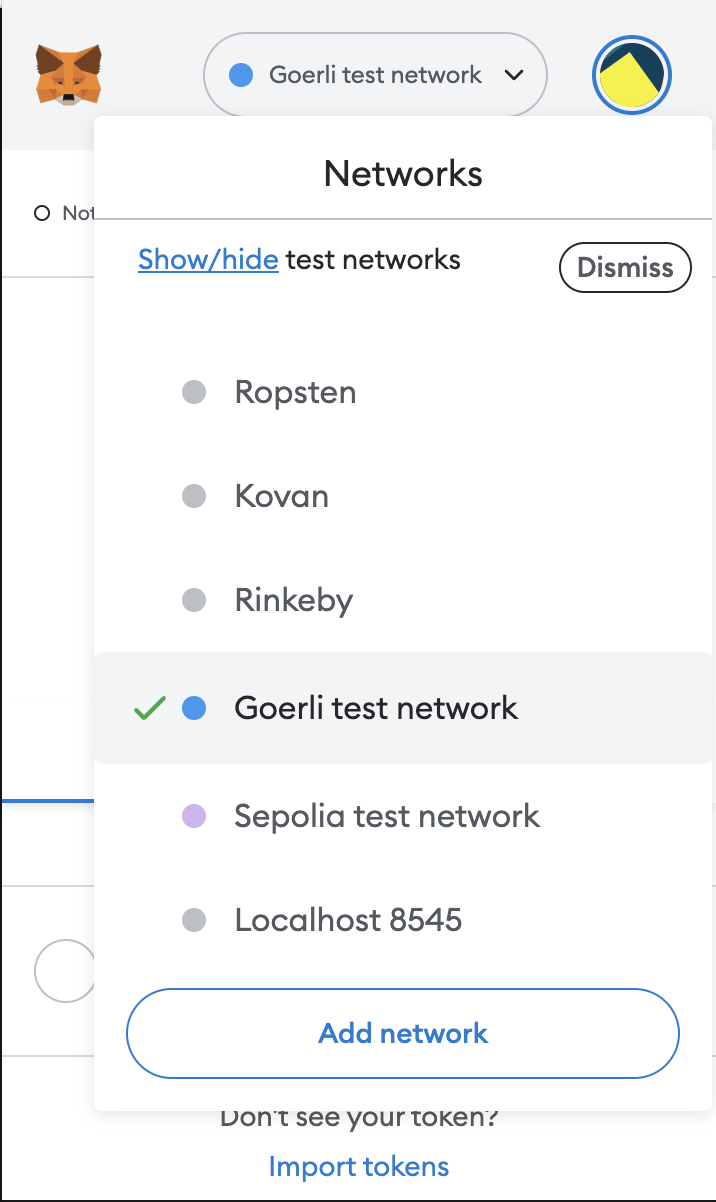 Goerli test network
Networks
Not
Show/hide test networks
Dismiss
Ropsten
Kovan
Rinkeby
Goerli test network
Sepolia test network
Localhost 8545
Add network
Don't see your token?
Import tokens